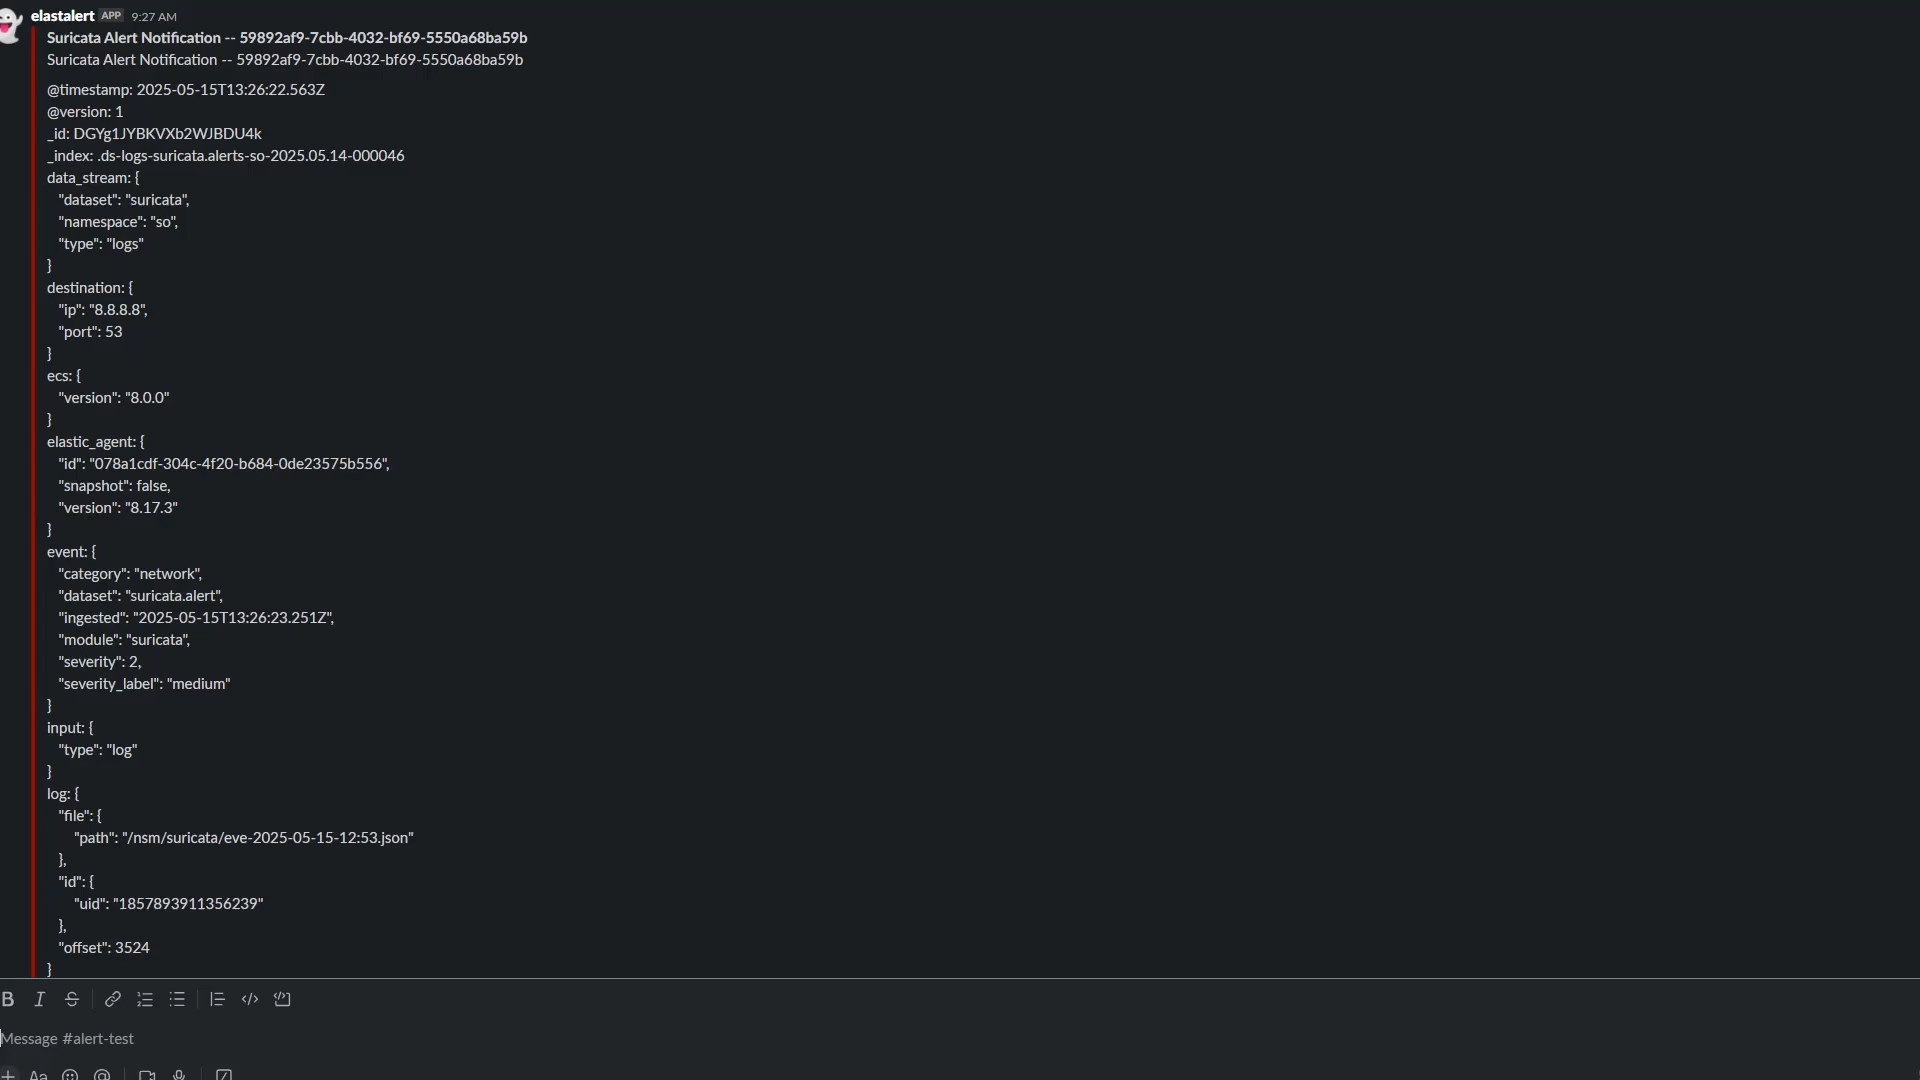 elastalert APP 9:27 AM
Suricata Alert Notification -- 59892af9-7cbb-4032-bf69-5550a68ba59b
Suricata Alert Notification -- 59892af9-7cbb-4032-bf69-5550a68ba59b
@timestamp: 2025-05-15T13:26:22.563Z
@version: 1
_id: DGYg1JYBKVXb2WJBDU4k
_index: .ds-logs-suricata.alerts-so-2025.05.14-000046
data_stream: {
"dataset": "suricata",
"namespace": "so",
"type": "logs"
}
destination: {
"ip": "8.8.8.8",
"port": 53
}
ecs: {
"version": "8.0.0"
}
elastic_agent: {
"id": "078a1cdf-304c-4f20-b684-0de23575b556",
"snapshot": false,
"version": "8.17.3"
}
event: {
"category": "network",
"dataset": "suricata.alert",
"ingested": "2025-05-15T13:26:23.251Z",
"module": "suricata",
"severity": 2,
"severity_label": "medium"
}
input: {
"type": "log"
}
log: {
"file": {
"path": "/nsm/suricata/eve-2025-05-15-12:53.json"
},
"id": {
"uid": "1857893911356239"
},
"offset": 3524
}
Message #alert-test